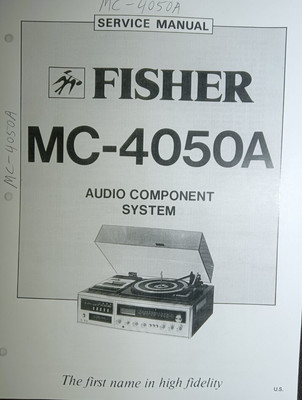 MC-4050A
SERVICE MANUAL
FISHER
MC-4050A
MC-4050A
AUDIO COMPONENT
SYSTEM
The first name in high fidelity
U.S.